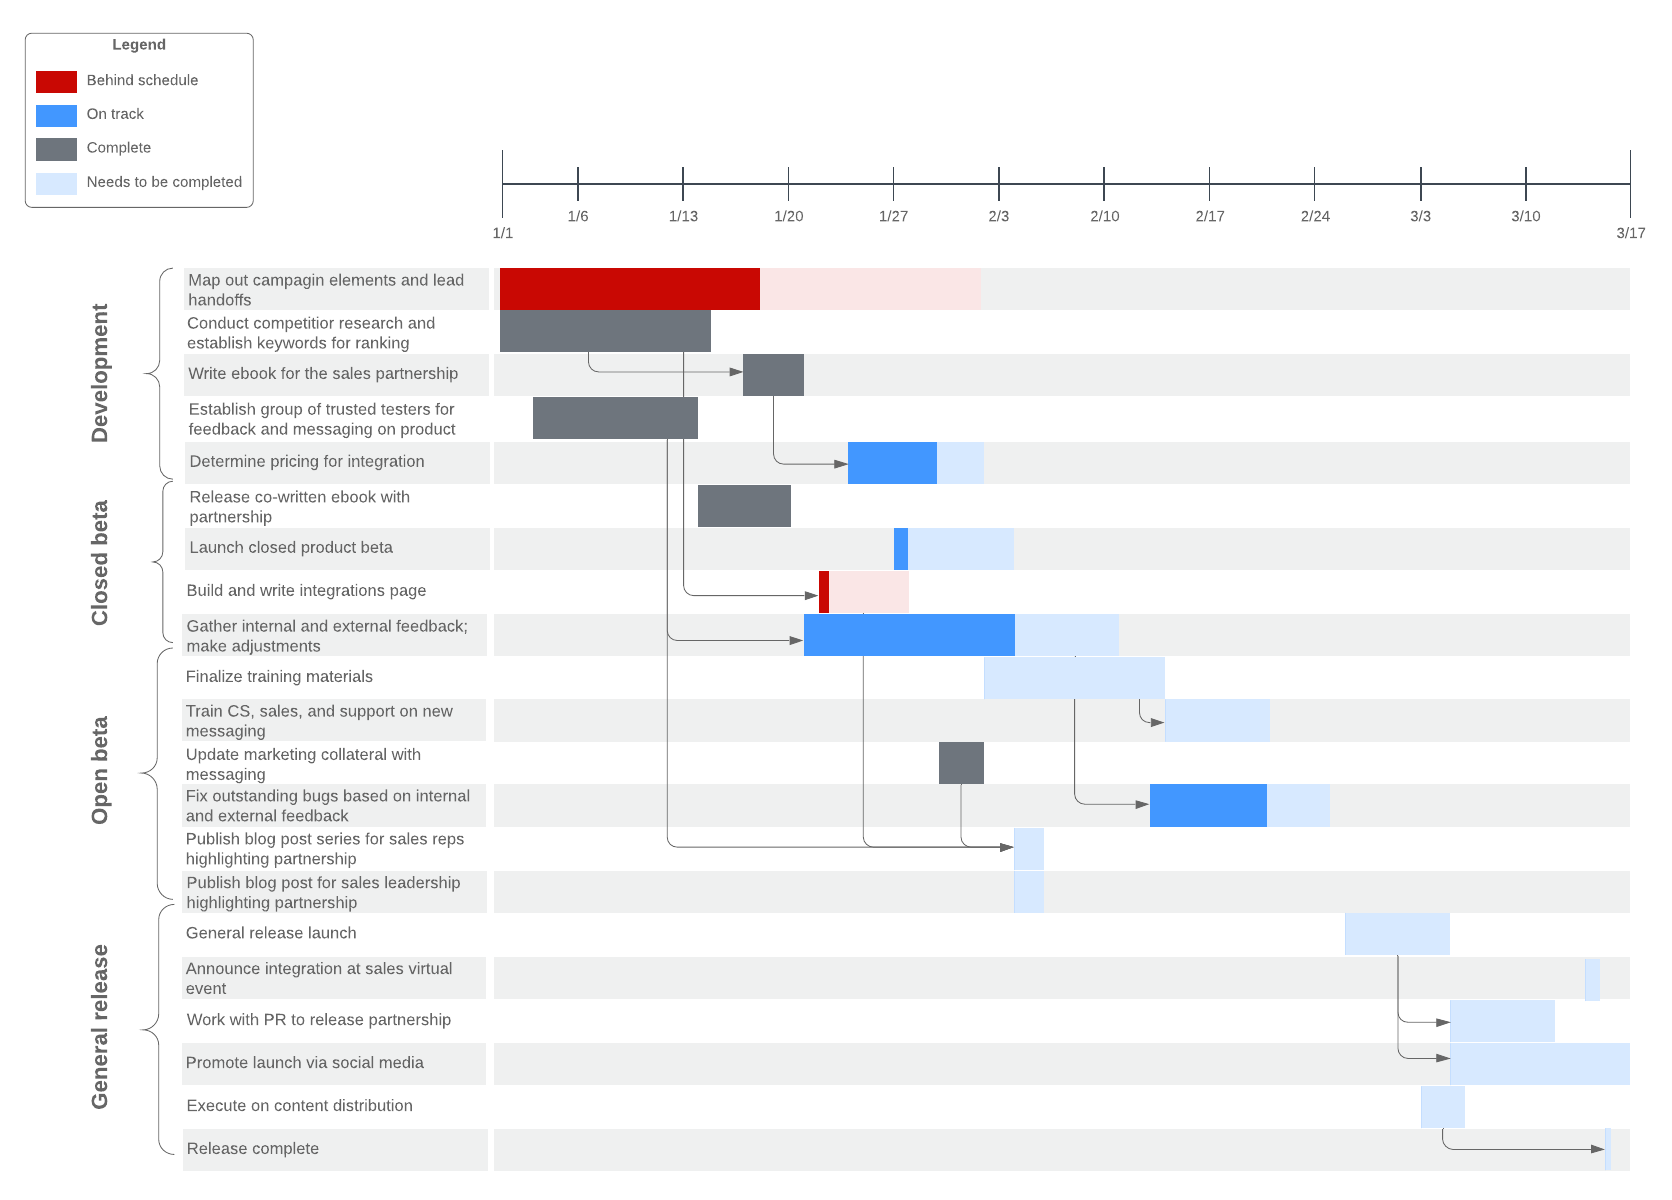 Legend
Behind schedule
On track
Complete
Needs to be completed
1/6
1/13
1/20
1/27
2/3
2/10
2/17
2/24
3/3
3/10
1/1
3/17
Development
Map out campagin elements and lead
handoffs
Conduct competitior research and
establish keywords for ranking
Write ebook for the sales partnership
Establish group of trusted testers for
feedback and messaging on product
Determine pricing for integration
Closed beta
Release co-written ebook with
partnership
Launch closed product beta
Build and write integrations page
Gather internal and external feedback;
make adjustments
Open beta
Finalize training materials
Train CS, sales, and support on new
messaging
Update marketing collateral with
messaging
Fix outstanding bugs based on internal
and external feedback
Publish blog post series for sales reps
highlighting partnership
Publish blog post for sales leadership
highlighting partnership
General release
General release launch
Announce integration at sales virtual
event
Work with PR to release partnership
Promote launch via social media
Execute on content distribution
Release complete